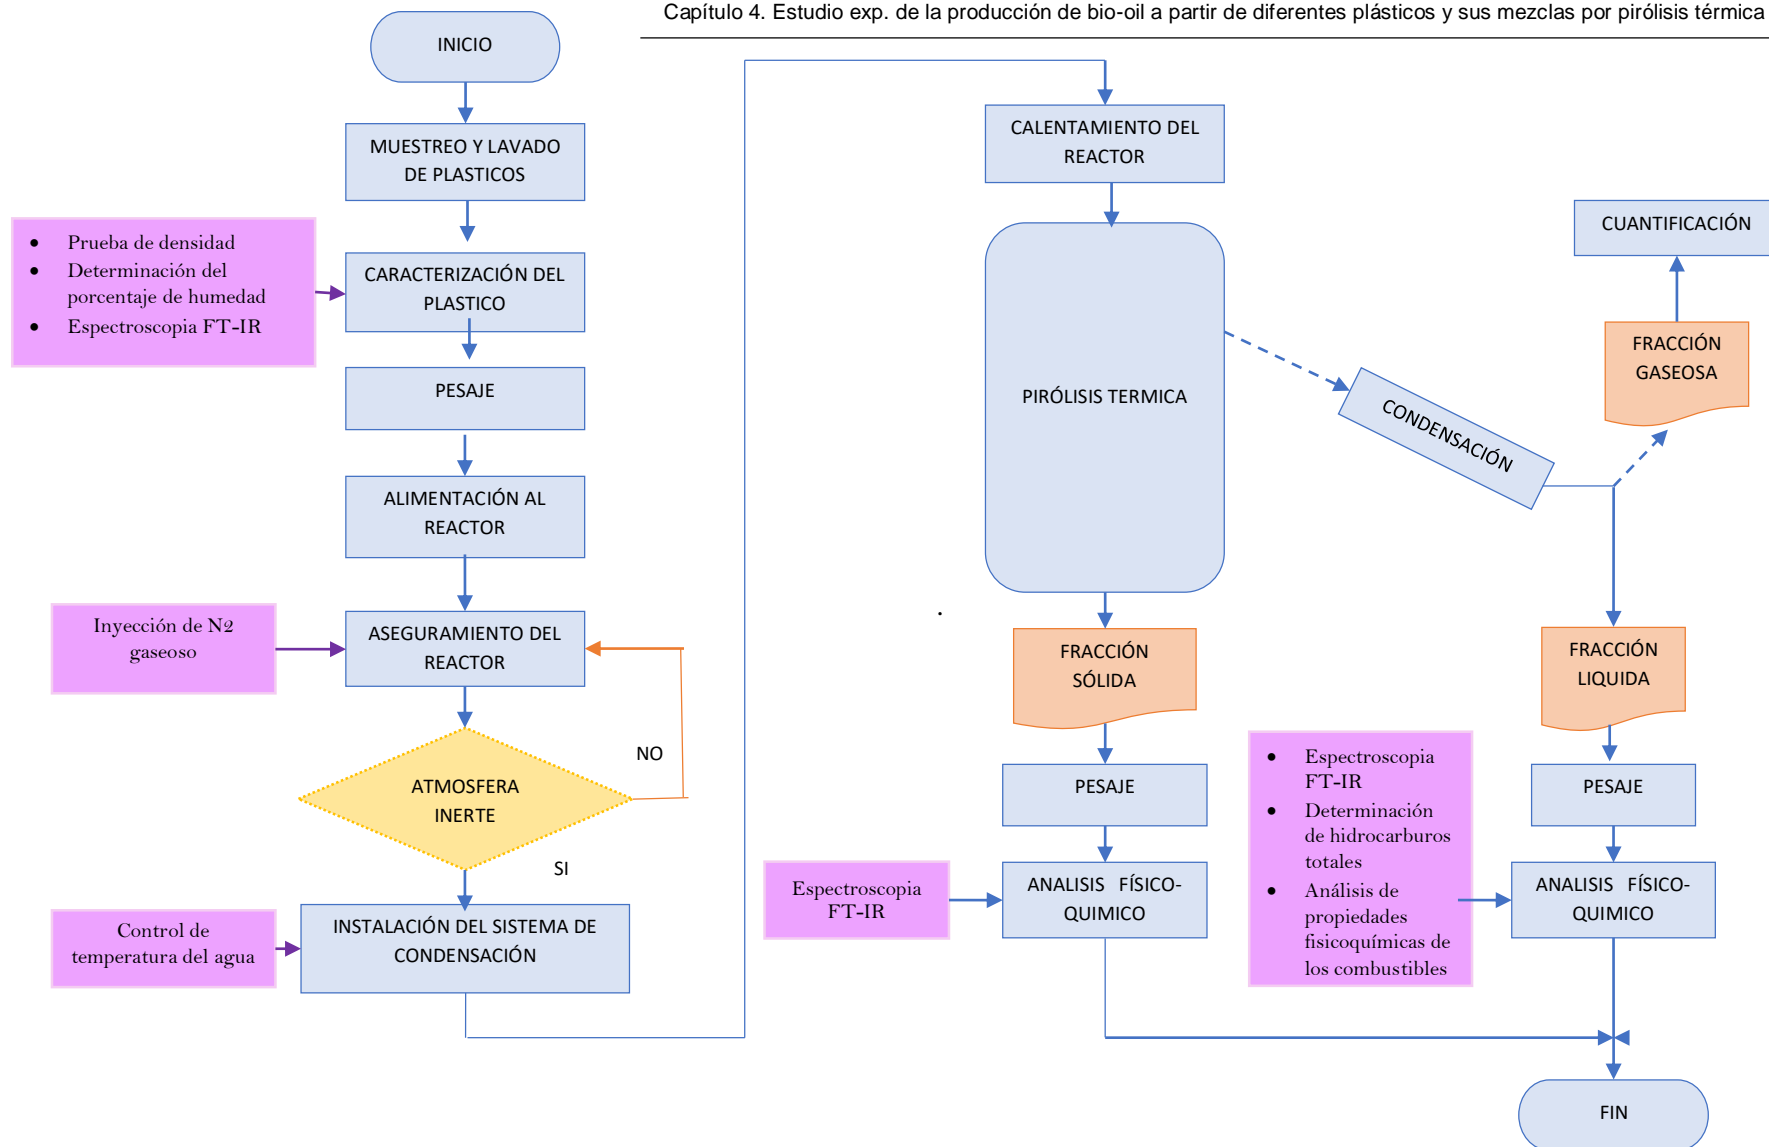 Capítulo 4. Estudio exp. de la producción de bio-oil a partir de diferentes plásticos y sus mezclas por pirólisis térmica
INICIO
MUESTREO Y LAVADO
DE PLASTICOS
• Prueba de densidad
• Determinación del
porcentaje de humedad
• Espectroscopia FT-IR
CARACTERIZACIÓN DEL
PLASTICO
PESAJE
ALIMENTACIÓN AL
REACTOR
Inyección de N2
gaseoso
ASEGURAMIENTO DEL
REACTOR
NO
ATMOSFERA
INERTE
SI
Control de
temperatura del agua
INSTALACIÓN DEL SISTEMA DE
CONDENSACIÓN
CALENTAMIENTO DEL
REACTOR
PIRÓLISIS TERMICA
CONDENSACIÓN
CUANTIFICACIÓN
FRACCIÓN
GASEOSA
.
FRACCIÓN
SÓLIDA
PESAJE
Espectroscopia
FT-IR
ANALISIS FÍSICO-
QUIMICO
FRACCIÓN
LIQUIDA
PESAJE
• Espectroscopia
FT-IR
• Determinación
de hidrocarburos
totales
• Análisis de
propiedades
fisicoquímicas de
los combustibles
ANALISIS FÍSICO-
QUIMICO
FIN